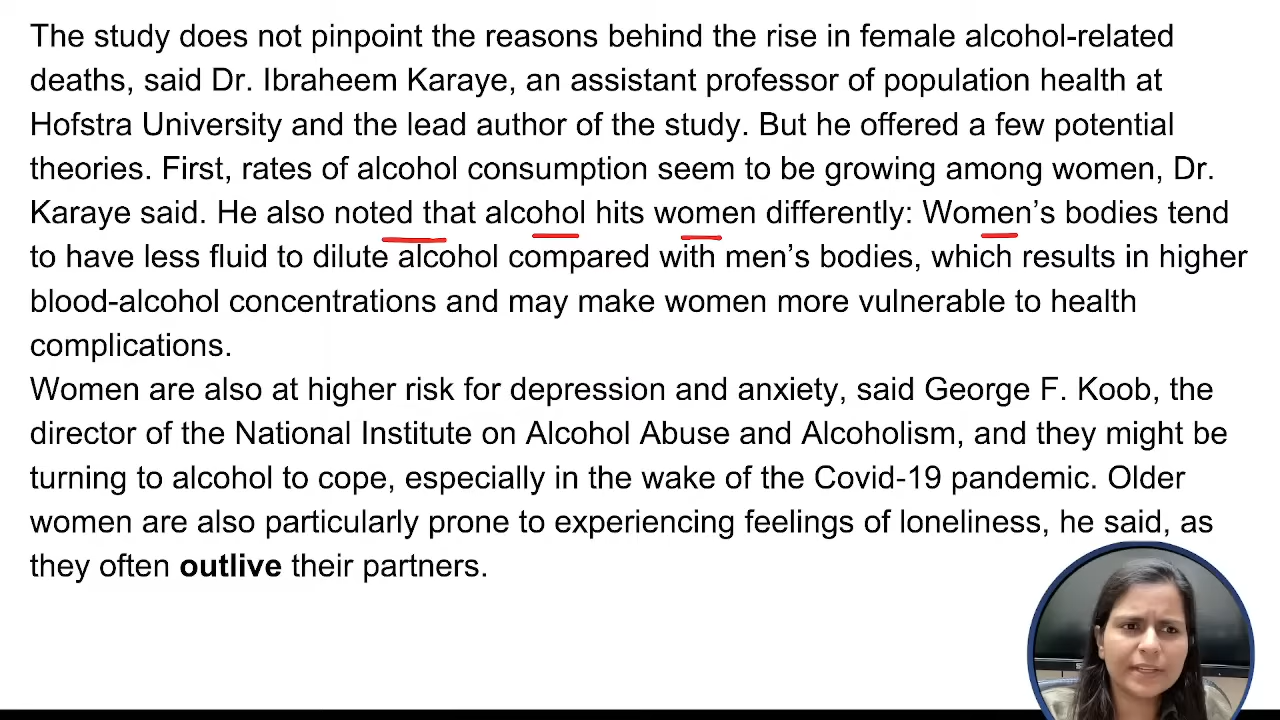 The study does not pinpoint the reasons behind the rise in female alcohol-related
deaths, said Dr. Ibraheem Karaye, an assistant professor of population health at
Hofstra University and the lead author of the study. But he offered a few potential
theories. First, rates of alcohol consumption seem to be growing among women, Dr.
Karaye said. He also noted that alcohol hits women differently: Women’s bodies tend
to have less fluid to dilute alcohol compared with men’s bodies, which results in higher
blood-alcohol concentrations and may make women more vulnerable to health
complications.
Women are also at higher risk for depression and anxiety, said George F. Koob, the
director of the National Institute on Alcohol Abuse and Alcoholism, and they might be
turning to alcohol to cope, especially in the wake of the Covid-19 pandemic. Older
women are also particularly prone to experiencing feelings of loneliness, he said, as
they often outlive their partners.